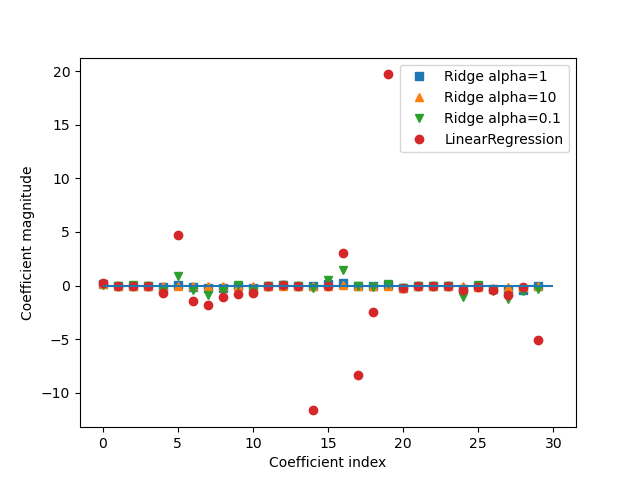 20
15
10
5
0
−5
−10
Coefficient magnitude
Ridge alpha=1
Ridge alpha=10
Ridge alpha=0.1
LinearRegression
0 5 10 15 20 25 30
Coefficient index